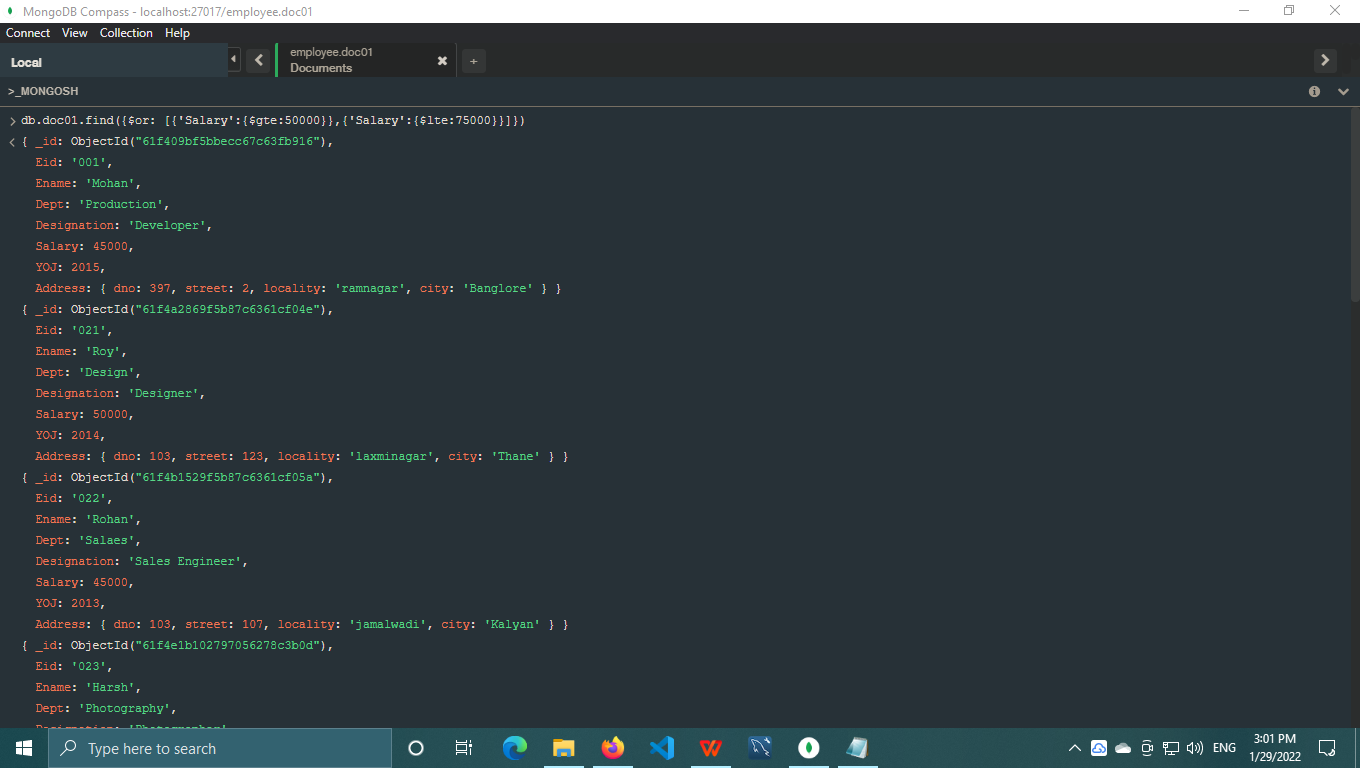 MongoDB Compass - localhost:27017/employee.doc01
Connect View Collection Help
Local
employee.doc01
Documents
>_MONGOSH
db.doc01.find({$or: [{'Salary':{$gte:50000}},{'Salary':{$lte:75000}}]})
{ _id: ObjectId("61f409bf5bbecc67c63fb916"),
Eid: '001',
Ename: 'Mohan',
Dept: 'Production',
Designation: 'Developer',
Salary: 45000,
YOJ: 2015,
Address: { dno: 397, street: 2, locality: 'ramnagar', city: 'Banglore' } }
{ _id: ObjectId("61f4a2869f5b87c6361cf04e"),
Eid: '021',
Ename: 'Roy',
Dept: 'Design',
Designation: 'Designer',
Salary: 50000,
YOJ: 2014,
Address: { dno: 103, street: 123, locality: 'laxminagar', city: 'Thane' } }
{ _id: ObjectId("61f4b1529f5b87c6361cf05a"),
Eid: '022',
Ename: 'Rohan',
Dept: 'Salaes',
Designation: 'Sales Engineer',
Salary: 45000,
YOJ: 2013,
Address: { dno: 103, street: 107, locality: 'jamalwadi', city: 'Kalyan' } }
{ _id: ObjectId("61f4e1b102797056278c3b0d"),
Eid: '023',
Ename: 'Harsh',
Dept: 'Photography',
Designation: 'Photographer'
Type here to search
ENG
3:01 PM
1/29/2022